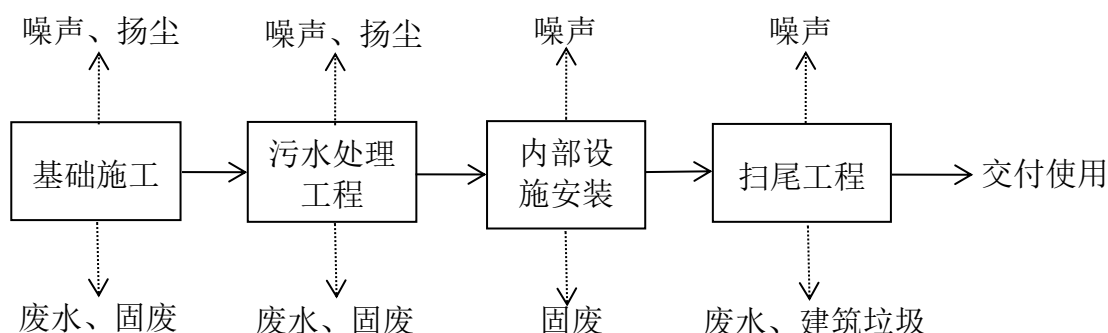 噪声、扬尘
噪声、扬尘
噪声
噪声
基础施工
污水处理
工程
内部设
施安装
扫尾工程
交付使用
废水、固废
废水、固废
固废
废水、建筑垃圾